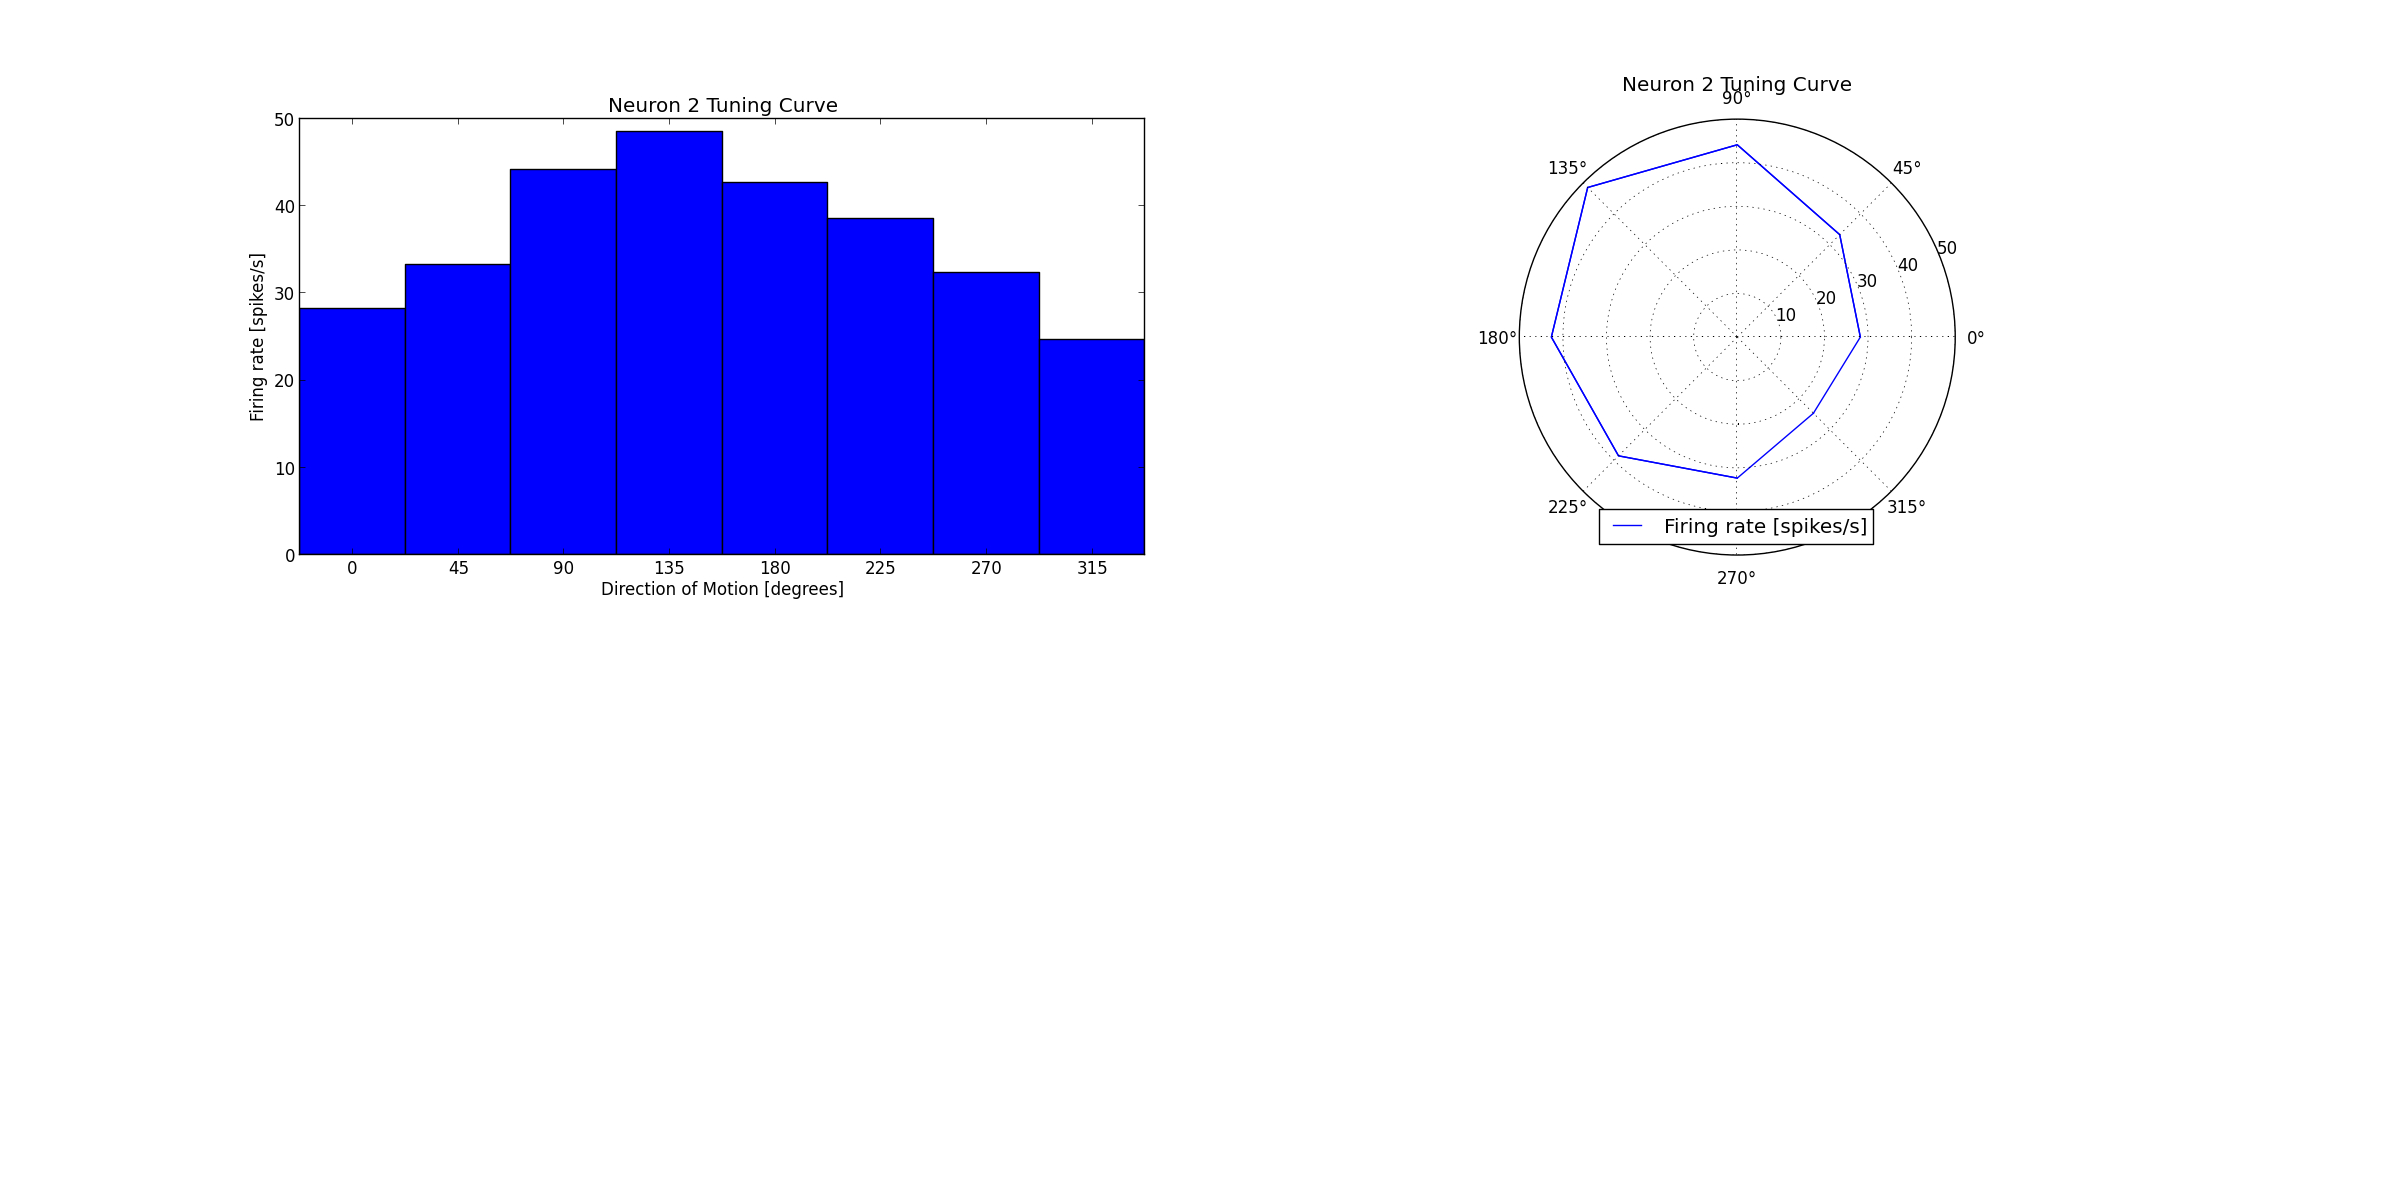 Neuron 2 Tuning Curve
50
40
30
20
10
0
Firing rate [spikes/s]
0 45 90 135 180 225 270 315
Direction of Motion [degrees]
Neuron 2 Tuning Curve
90°
135° 45°
50
40
30
20
10
180° 0°
225° 315°
Firing rate [spikes/s]
270°